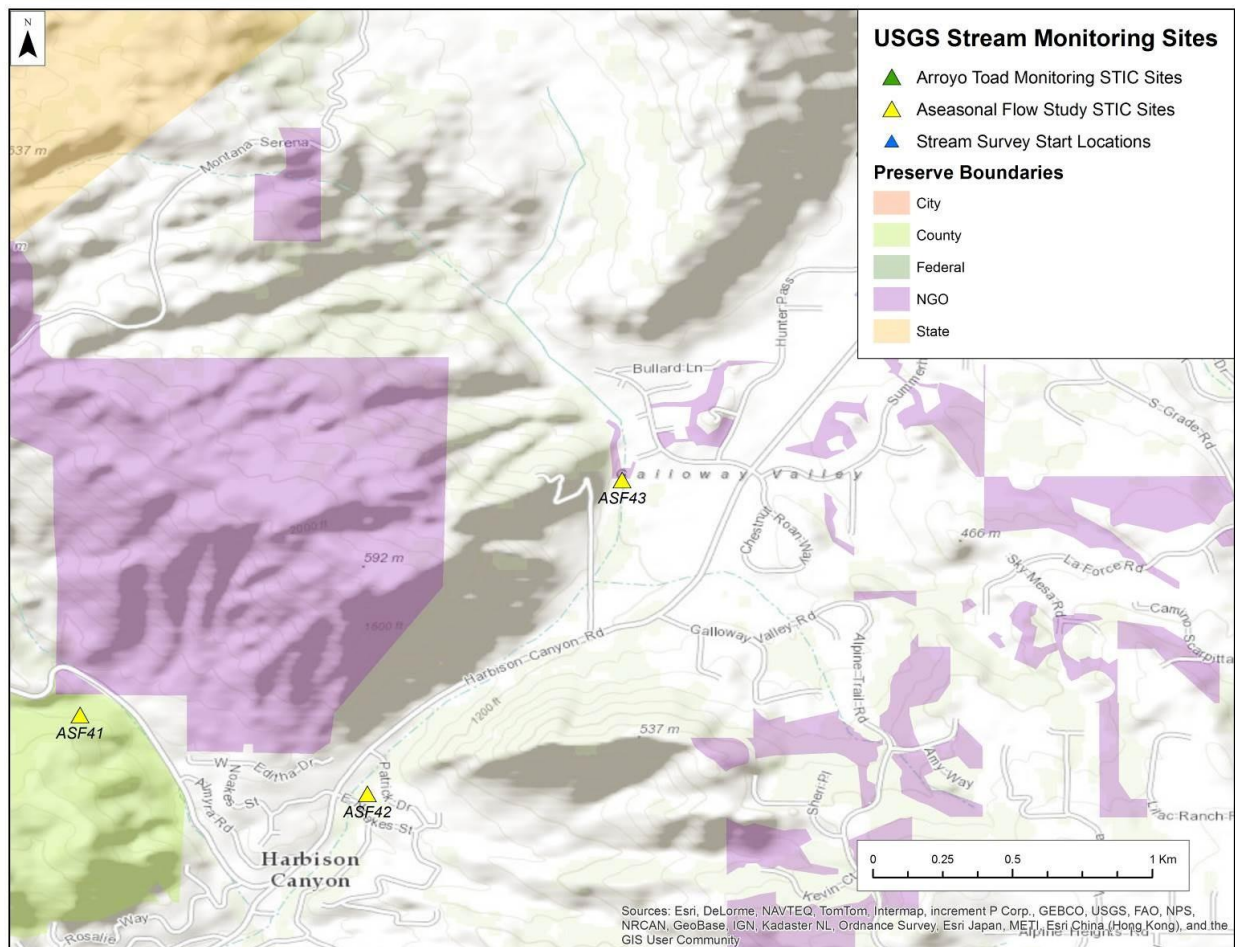 N
USGS Stream Monitoring Sites
Arroyo Toad Monitoring STIC Sites
Aseasonal Flow Study STIC Sites
Stream Survey Start Locations
Preserve Boundaries
City
County
Federal
NGO
State
537 m
Montana Serena
m
Hunter Pass
Bullard Ln
S Grade Rd
Dr
Galloway Valley
ASF43
Chestnut
Roan Way
466 m
La Force Rd
Sky Mesa Rd
Camino Scarpitta
2000 ft
592 m
1600 ft
Harbison Canyon Rd
Galloway Valley Rd
Alpine Trail Rd
1200 ft
537 m
ASF41
W Noakes St
Editha Dr
Almyra Rd
Patrick Dr
ASF42
Amy Way
Sheri Pl
Lilac Ranch R
Harbison
Canyon
Kevin Ct
Rosalie Way
0 0.25 0.5 1 Km
Alpine Heights Rd
Sources: Esri, DeLorme, NAVTEQ, TomTom, Intermap, increment P Corp., GEBCO, USGS, FAO, NPS,
NRCAN, GeoBase, IGN, Kadaster NL, Ordnance Survey, Esri Japan, METI, Esri China (Hong Kong), and the
GIS User Community